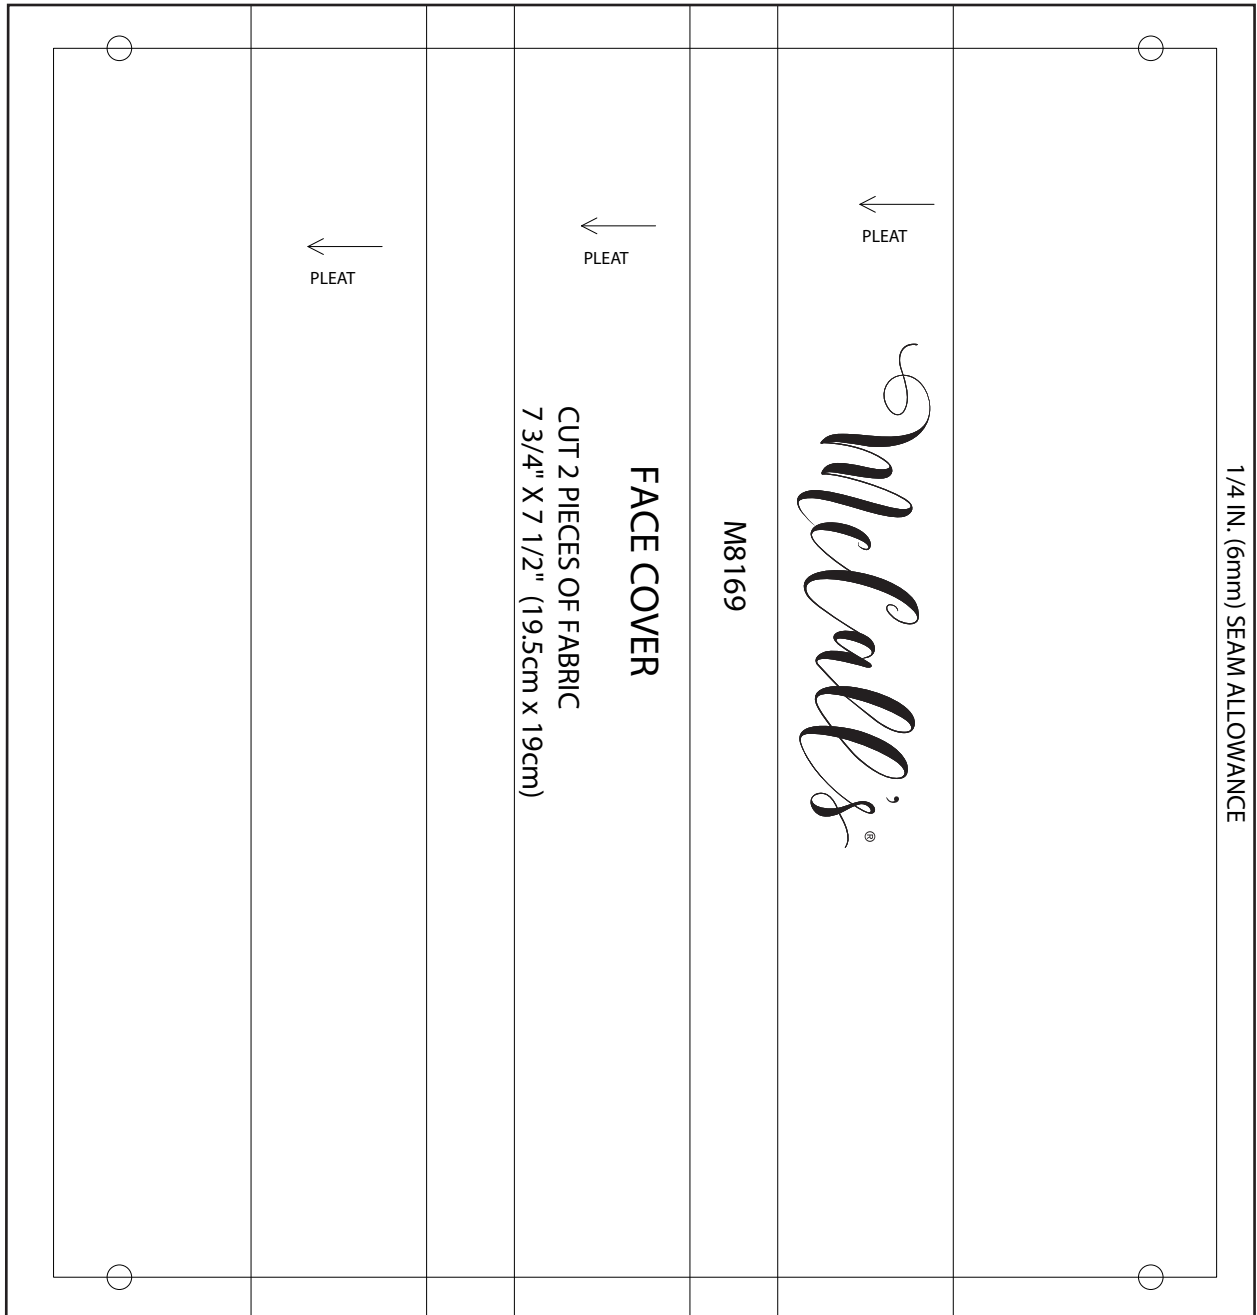 1/4 IN. (6mm) SEAM ALLOWANCE
PLEAT
McCall's®
M8169
PLEAT
FACE COVER
CUT 2 PIECES OF FABRIC
7 3/4" X 7 1/2" (19.5cm x 19cm)
PLEAT